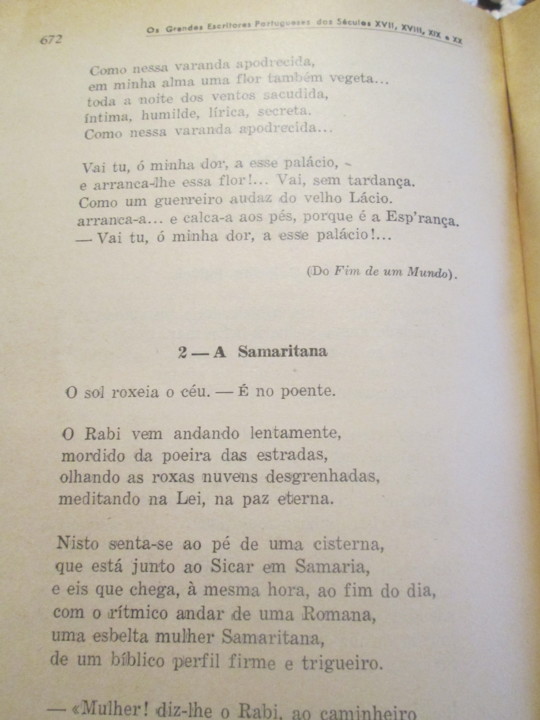 672
Os Grandes Escritores Portugueses dos Séculos XVII, XVIII, XIX e XX
Como nessa varanda apodrecida,
em minha alma uma flor também vegeta...
toda a noite dos ventos sacudida,
íntima, humilde, lírica, secreta.
Como nessa varanda apodrecida...
Vai tu, ó minha dor, a esse palácio,
e arranca-lhe essa flor!... Vai, sem tardança.
Como um guerreiro audaz do velho Lácio.
arranca-a... e calca-a aos pés, porque é a Esp'rança.
— Vai tu, ó minha dor, a esse palácio!...
(Do Fim de um Mundo).
2 — A Samaritana
O sol roxeia o céu. — É no poente.
O Rabi vem andando lentamente,
mordido da poeira das estradas,
olhando as roxas nuvens desgrenhadas,
meditando na Lei, na paz eterna.
Nisto senta-se ao pé de uma cisterna,
que está junto ao Sicar em Samaria,
e eis que chega, à mesma hora, ao fim do dia,
com o rítmico andar de uma Romana,
uma esbelta mulher Samaritana,
de um bíblico perfil firme e trigueiro.
— «Mulher! diz-lhe o Rabi, ao caminheiro